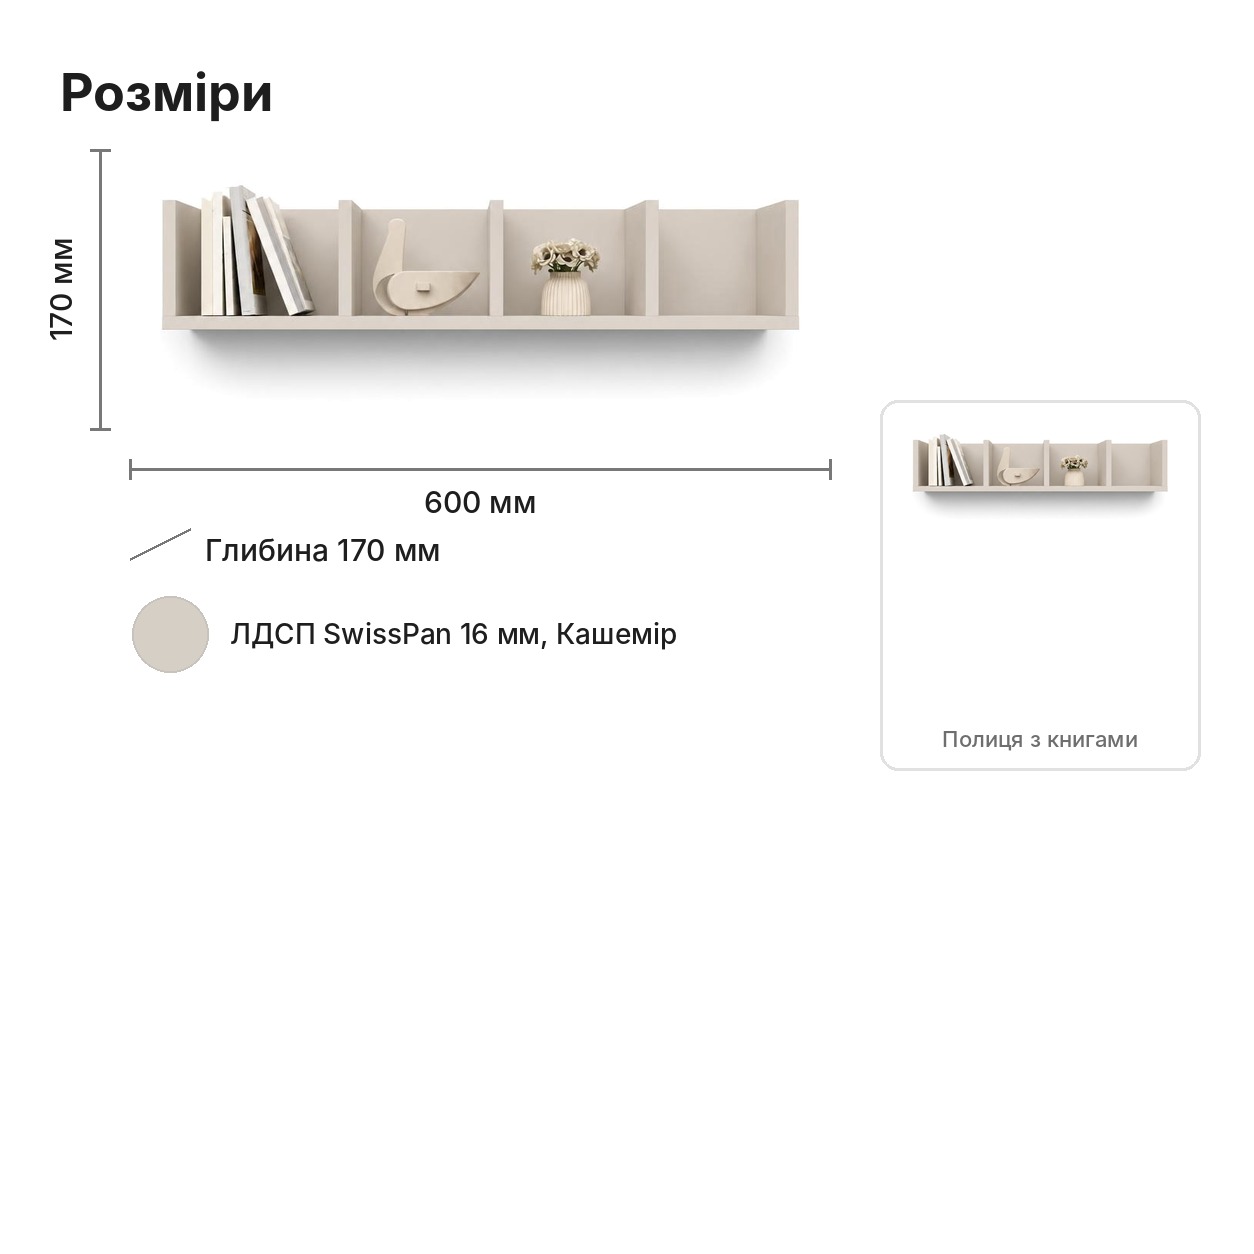 Розміри
170 мм
600 мм
Глибина 170 мм
ЛДСП SwissPan 16 мм, Кашемір
Полиця з книгами